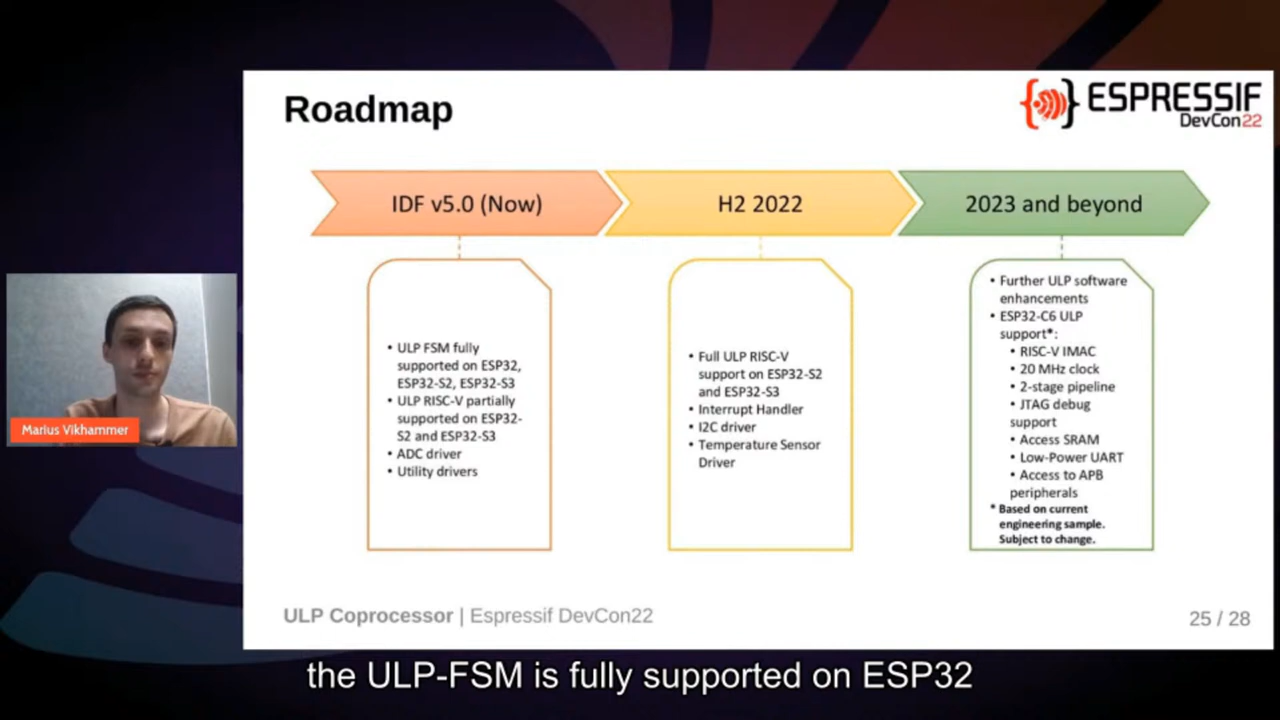 Roadmap
ESPRESSIF
DevCon22
IDF v5.0 (Now)
H2 2022
2023 and beyond
• ULP FSM fully
supported on ESP32,
ESP32-S2, ESP32-S3
• ULP RISC-V partially
supported on ESP32-
S2 and ESP32-S3
• ADC driver
• Utility drivers
• Full ULP RISC-V
support on ESP32-S2
and ESP32-S3
• Interrupt Handler
• I2C driver
• Temperature Sensor
Driver
• Further ULP software
enhancements
• ESP32-C6 ULP
support*:
• RISC-V IMAC
• 20 MHz clock
• 2-stage pipeline
• JTAG debug
support
• Access SRAM
• Low-Power UART
• Access to APB
peripherals
* Based on current
engineering sample.
Subject to change.
Marius Vikhammer
ULP Coprocessor | Espressif DevCon22
25 / 28
the ULP-FSM is fully supported on ESP32